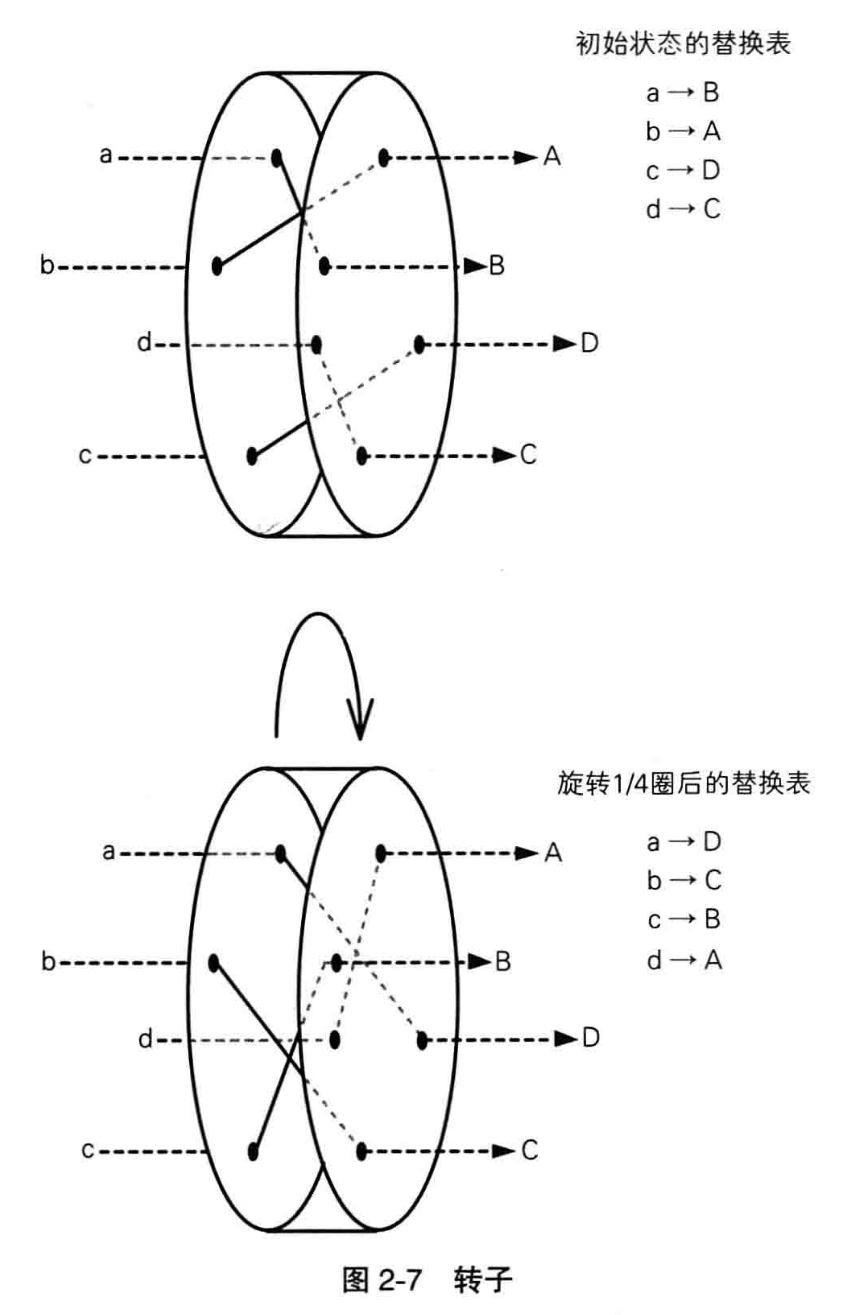 初始状态的替换表
a → B
b → A
c → D
d → C
a
A
b
B
d
D
c
C
旋转1/4圈后的替换表
a → D
b → C
c → B
d → A
a
A
b
B
d
D
c
C
图 2-7 转子